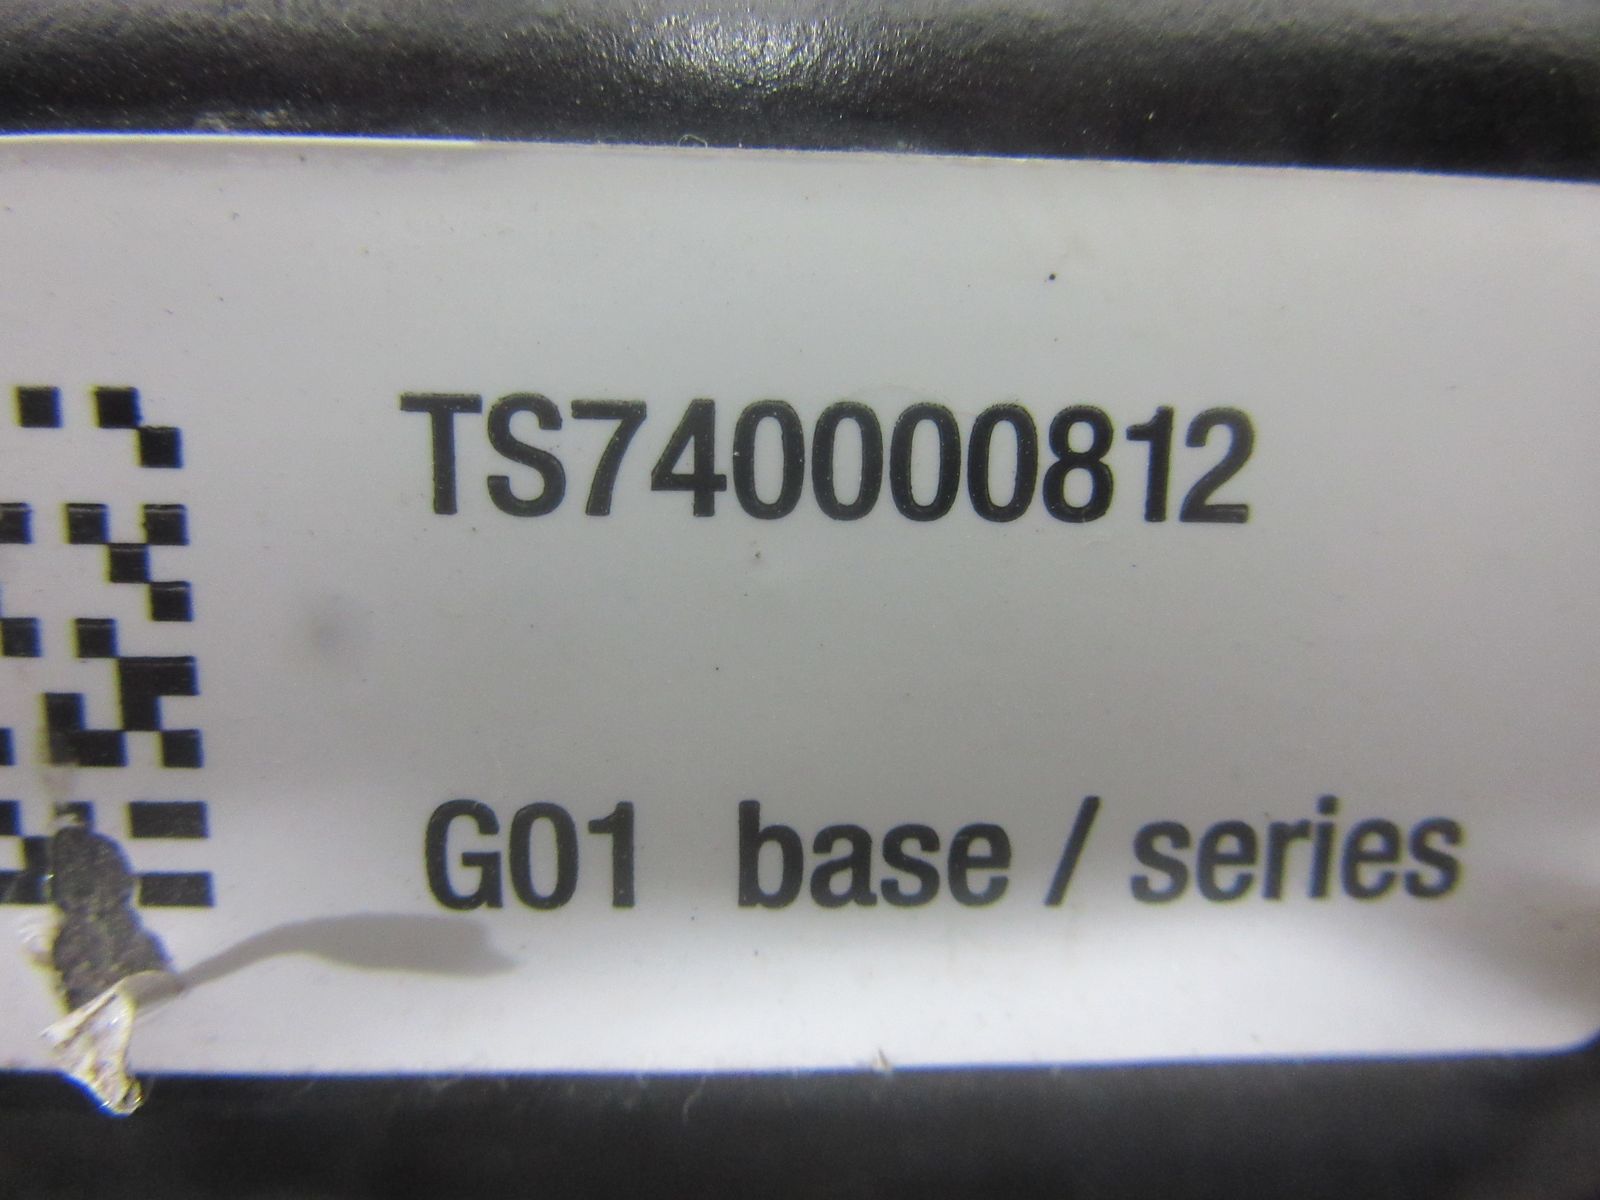 TS740000812
G01 base / series